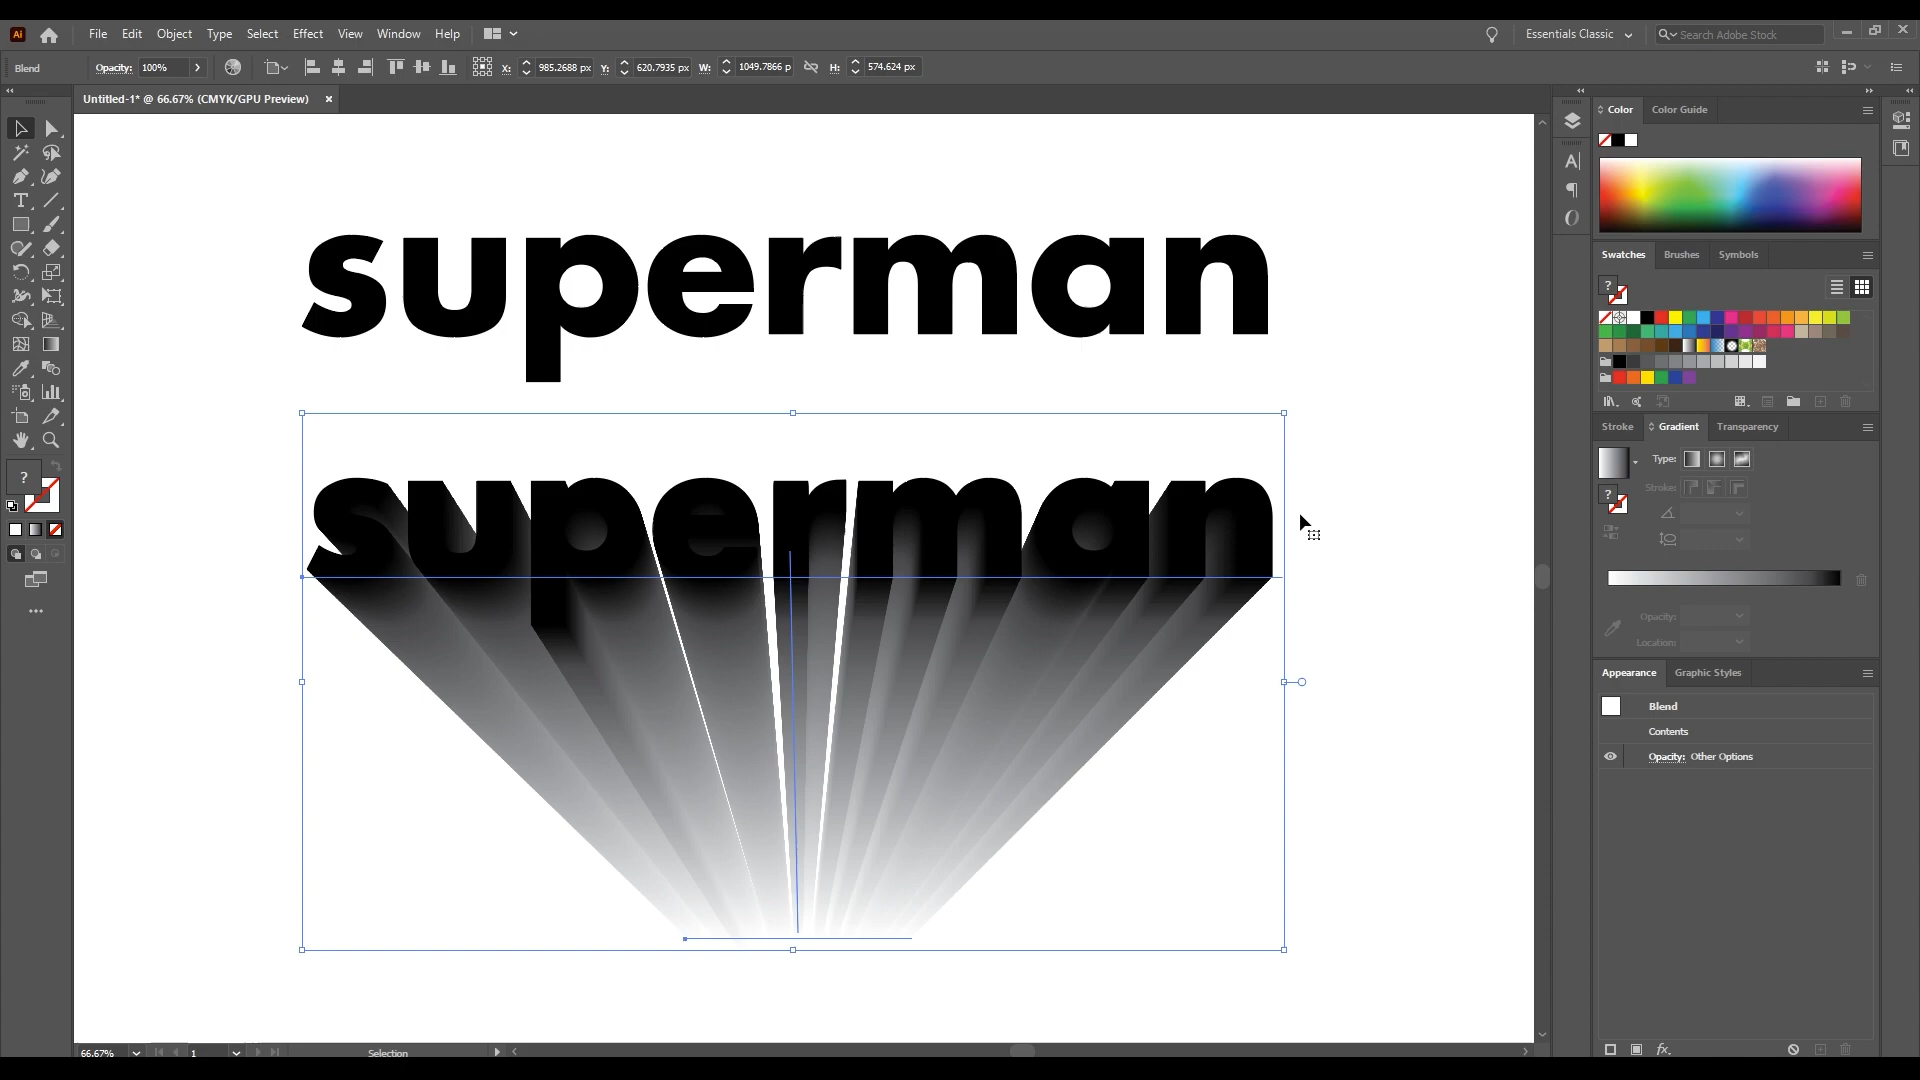 Ai File Edit Object Type Select Effect View Window Help Essentials Classic Search Adobe Stock
Blend Opacity: 100% X: 985.2688 px Y: 620.7935 px W: 1049.7866 p H: 574.624 px
Untitled-1* @ 66.67% (CMYK/GPU Preview) ×
Color Color Guide
superman
Swatches Brushes Symbols
Stroke Gradient Transparency
Type:
Stroke:
superman
Opacity:
Location:
Appearance Graphic Styles
Blend
Contents
Opacity: Other Options
66.67% 1 Selection
fx.